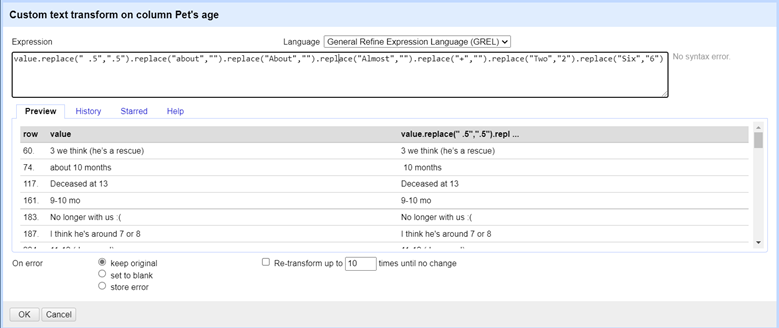 Custom text transform on column Pet's age
Expression Language General Refine Expression Language (GREL)
value.replace(" .5",".5").replace("about","").replace("About","").replace("Almost","").replace("+","").replace("Two","2").replace("Six","6")
No syntax error.
Preview History Starred Help
row value value.replace(" .5",".5").repl ...
60. 3 we think (he's a rescue) 3 we think (he's a rescue)
74. about 10 months 10 months
117. Deceased at 13 Deceased at 13
161. 9-10 mo 9-10 mo
183. No longer with us :( No longer with us :(
187. I think he's around 7 or 8 I think he's around 7 or 8
On error keep original Re-transform up to 10 times until no change
set to blank
store error
OK Cancel